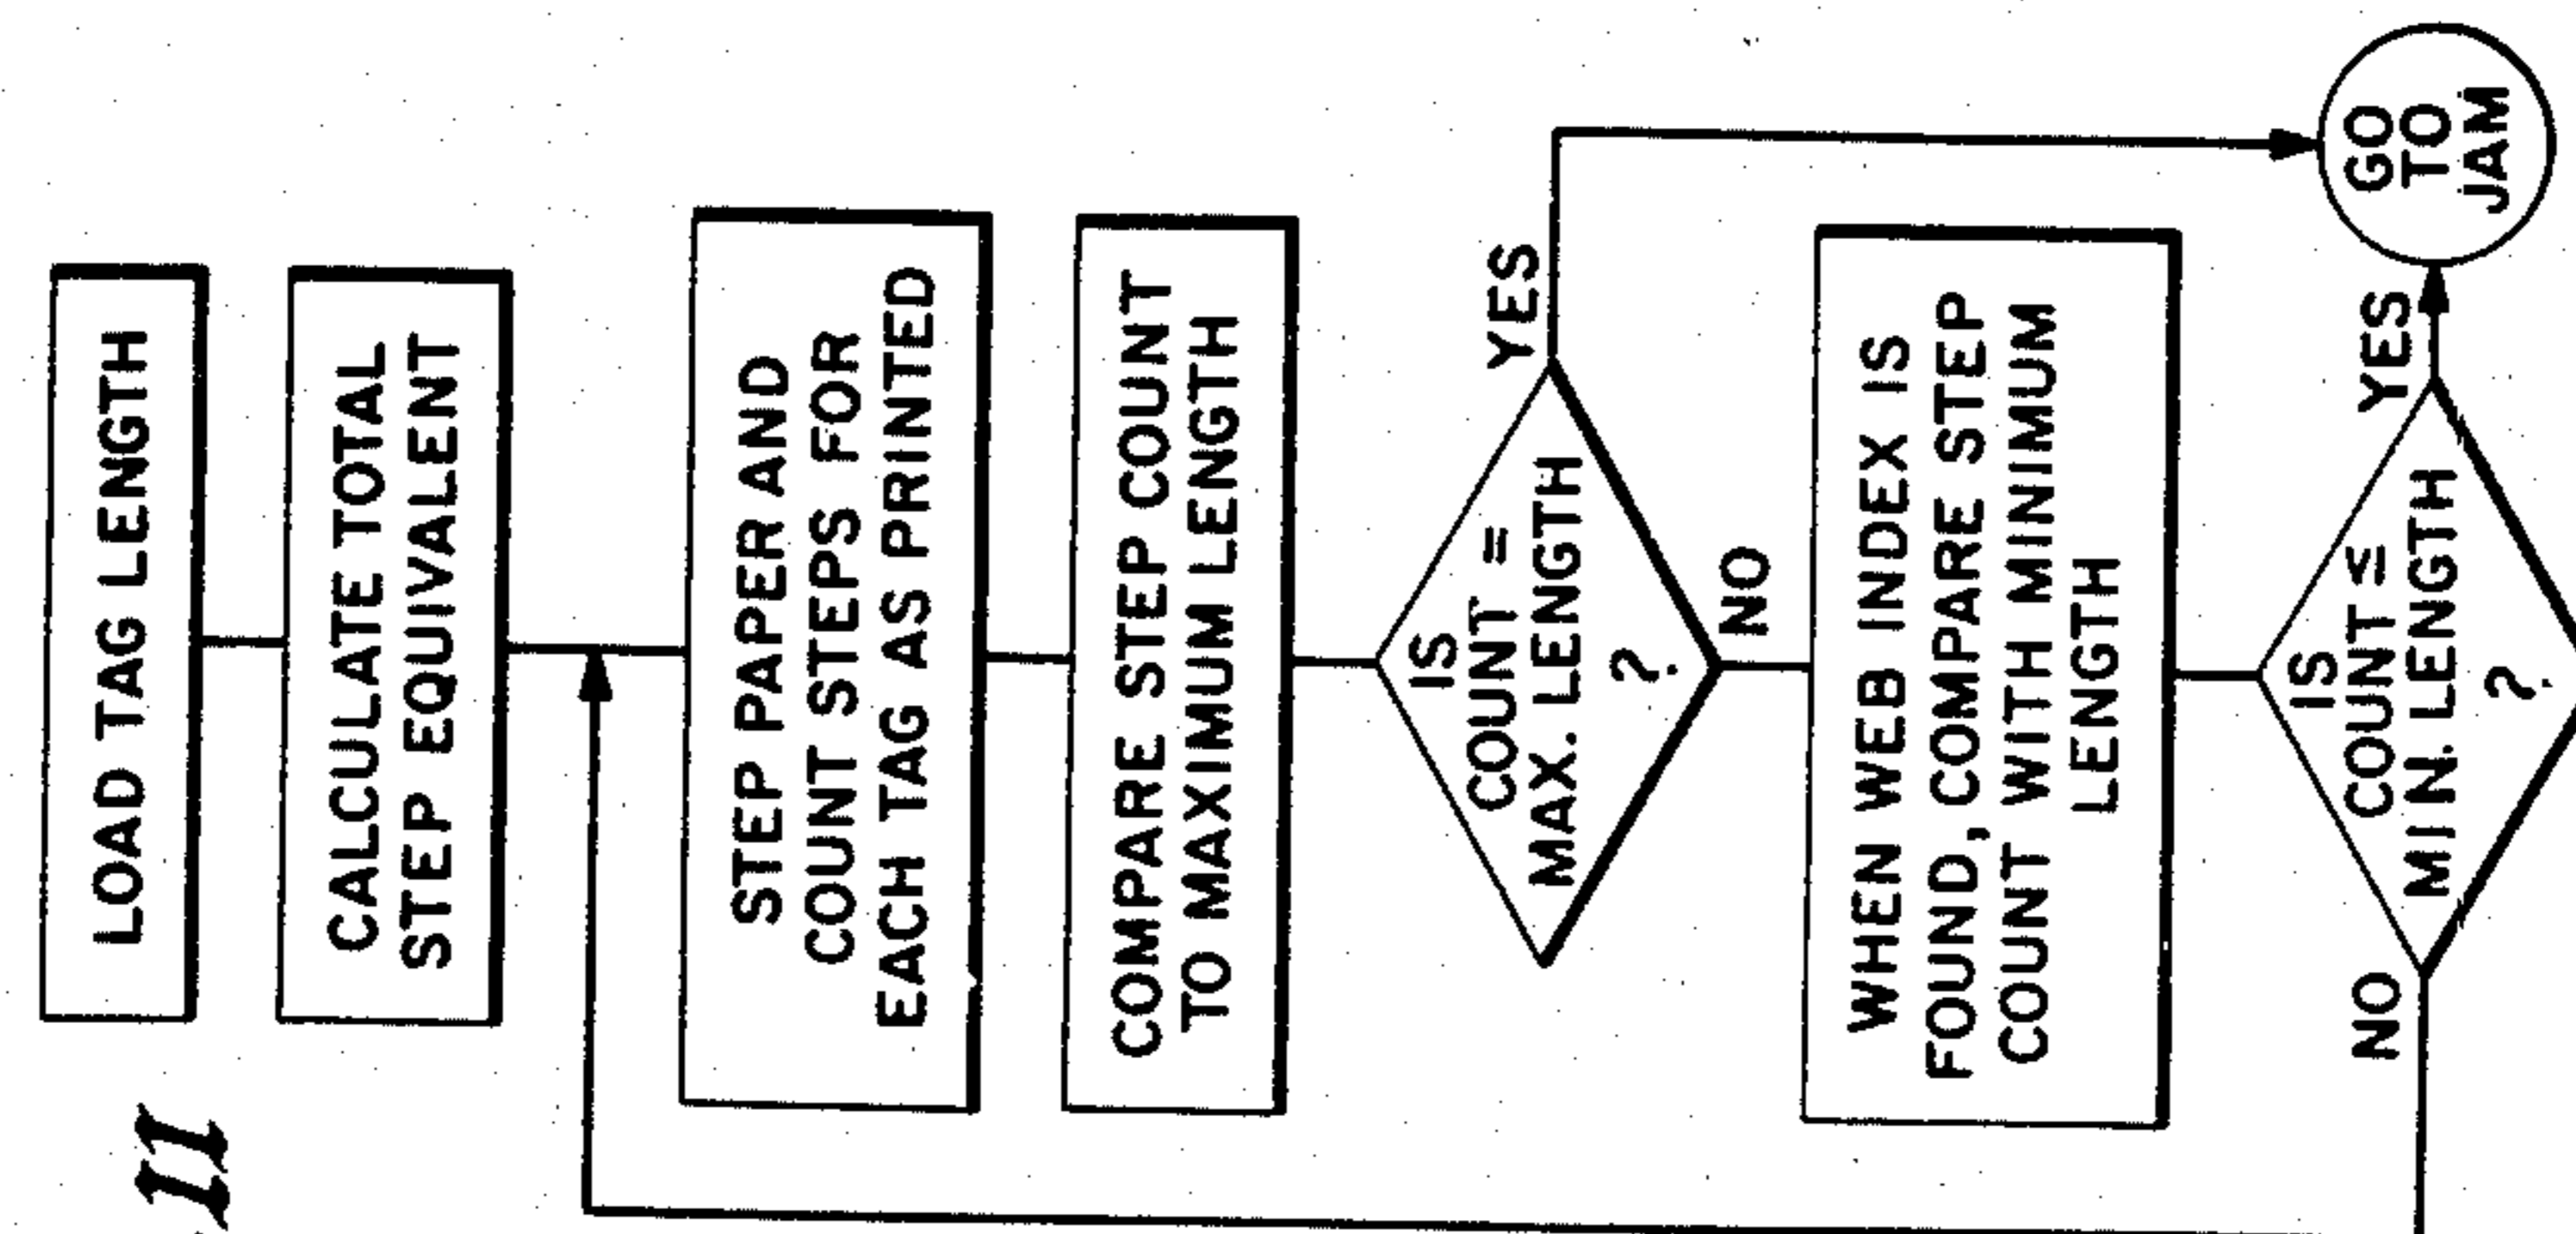 11
LOAD TAG LENGTH
CALCULATE TOTAL
STEP EQUIVALENT
STEP PAPER AND
COUNT STEPS FOR
EACH TAG AS PRINTED
COMPARE STEP COUNT
TO MAXIMUM LENGTH
IS
COUNT =
MAX. LENGTH
?
YES
NO
WHEN WEB INDEX IS
FOUND, COMPARE STEP
COUNT WITH MINIMUM
LENGTH
IS
COUNT ≤
MIN. LENGTH
?
NO
YES
GO
TO
JAM